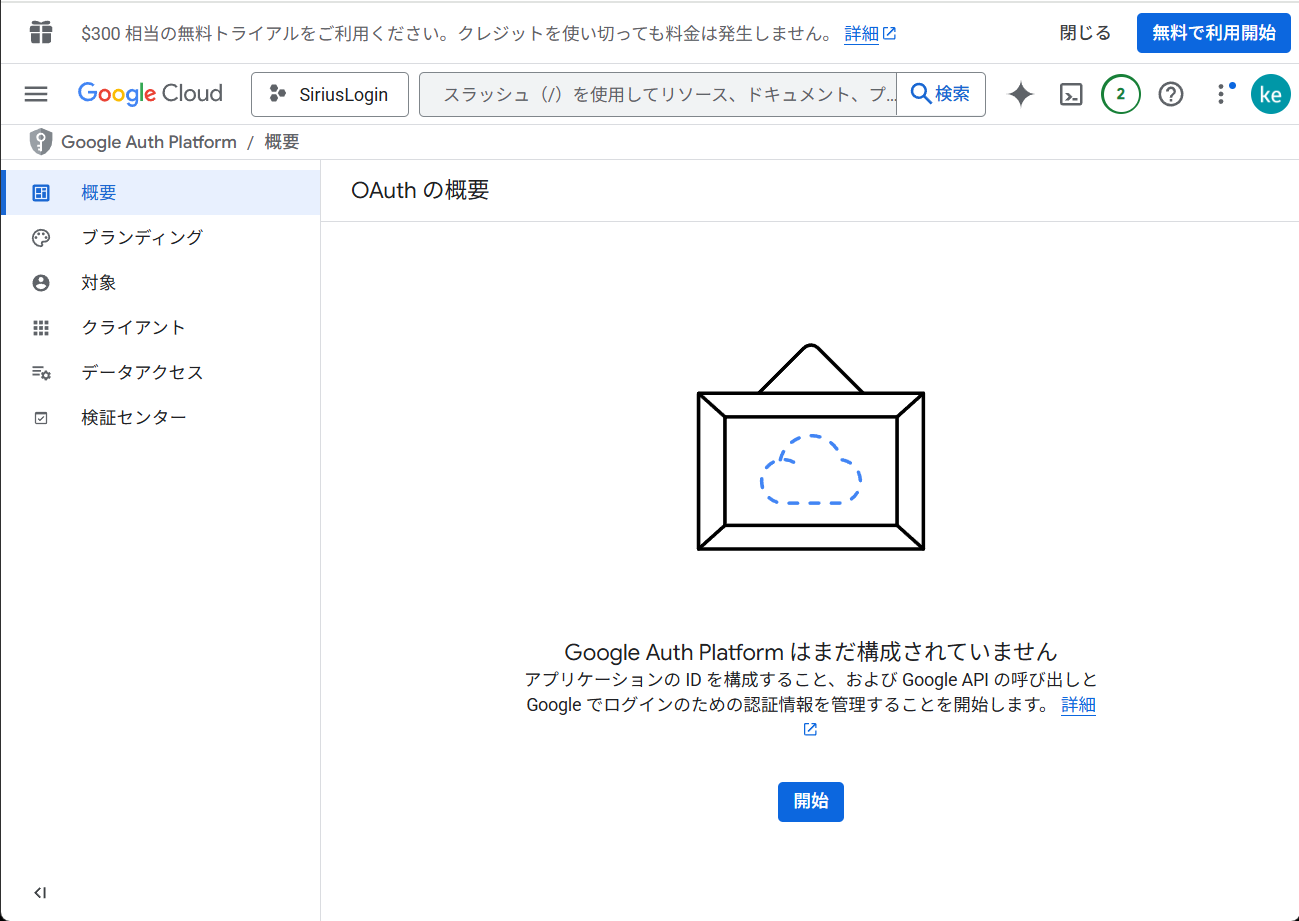 $300 相当の無料トライアルをご利用ください。クレジットを使い切っても料金は発生しません。 詳細 閉じる 無料で利用開始
Google Cloud SiriusLogin スラッシュ（/）を使用してリソース、ドキュメント、プ... 検索 2 ke
Google Auth Platform / 概要
概要
OAuth の概要
ブランディング
対象
クライアント
データアクセス
検証センター
Google Auth Platform はまだ構成されていません
アプリケーションの ID を構成すること、および Google API の呼び出しと
Google でログインのための認証情報を管理することを開始します。 詳細
開始